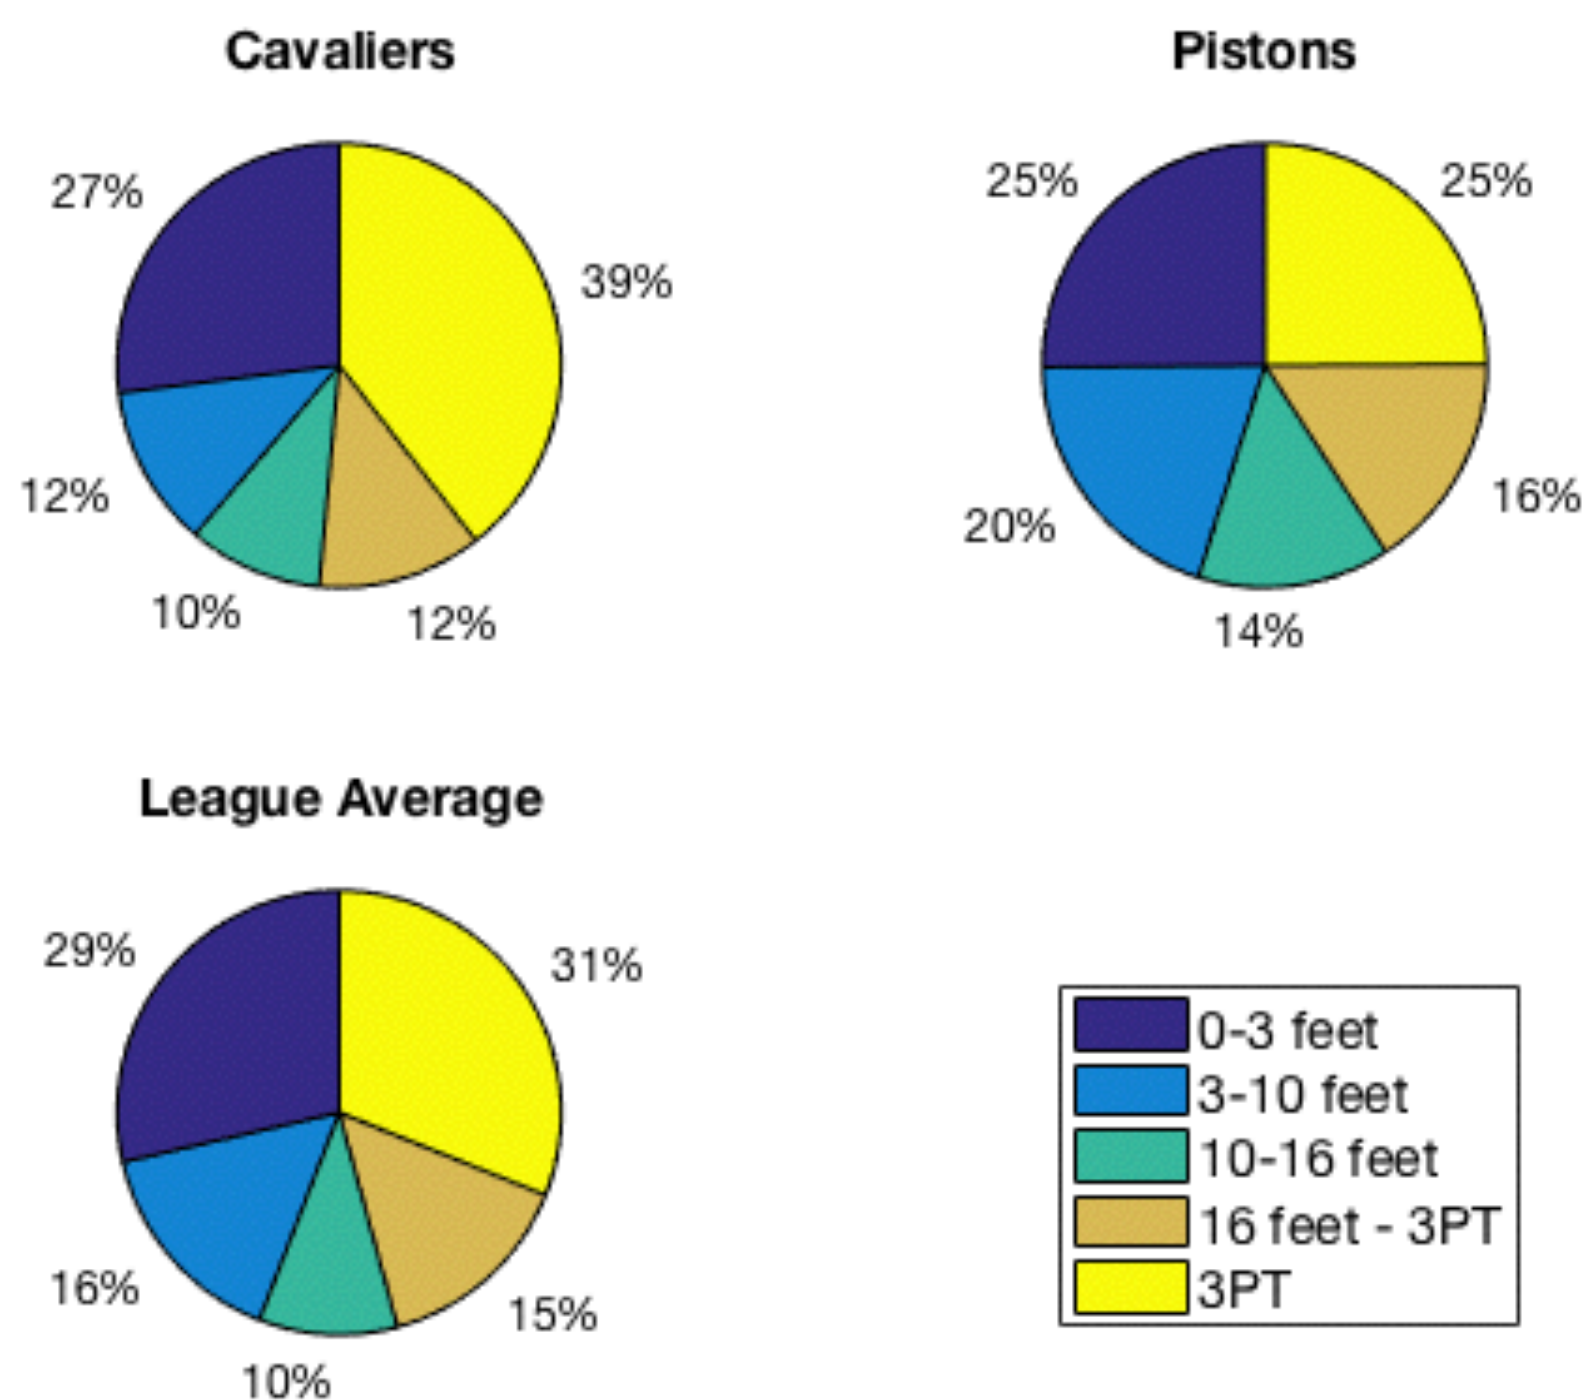 Cavaliers
27%
39%
12%
10%
12%
Pistons
25%
25%
20%
16%
14%
League Average
29%
31%
16%
15%
10%
0-3 feet
3-10 feet
10-16 feet
16 feet - 3PT
3PT